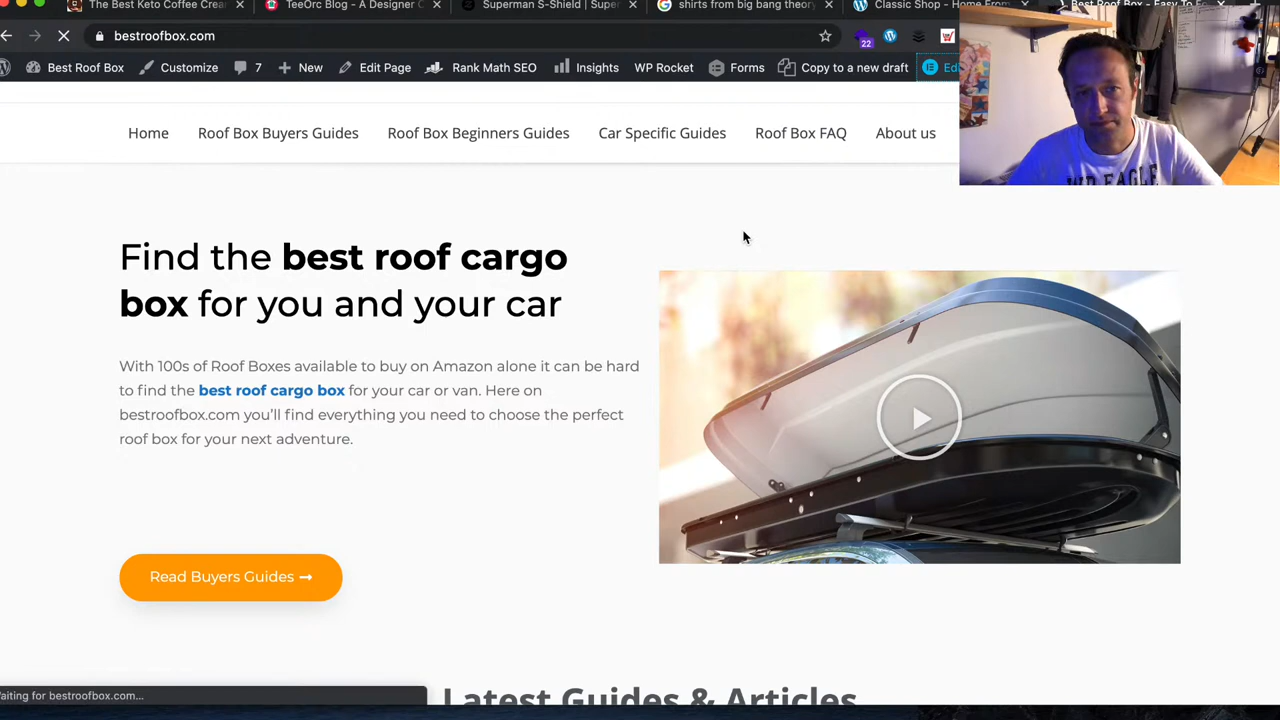 The Best Keto Coffee Crea
TeeOrc Blog - A
Superman S-Shield | Super
shirts from big bang theory
Classic Shop - Home From
Best Roof Box - Easy To F
bestroofbox.com
22
Best Roof Box
Customize
New
Edit Page
Rank Math SEO
Insights
WP Rocket
Forms
Copy to a new draft
Edi
Home
Roof Box Buyers Guides
Roof Box Beginners Guides
Car Specific Guides
Roof Box FAQ
About us
Find the best roof cargo
box for you and your car
With 100s of Roof Boxes available to buy on Amazon alone it can be hard
to find the best roof cargo box for your car or van. Here on
bestroofbox.com you'll find everything you need to choose the perfect
roof box for your next adventure.
Read Buyers Guides →
Latest Guides & Articles
Waiting for bestroofbox.com...